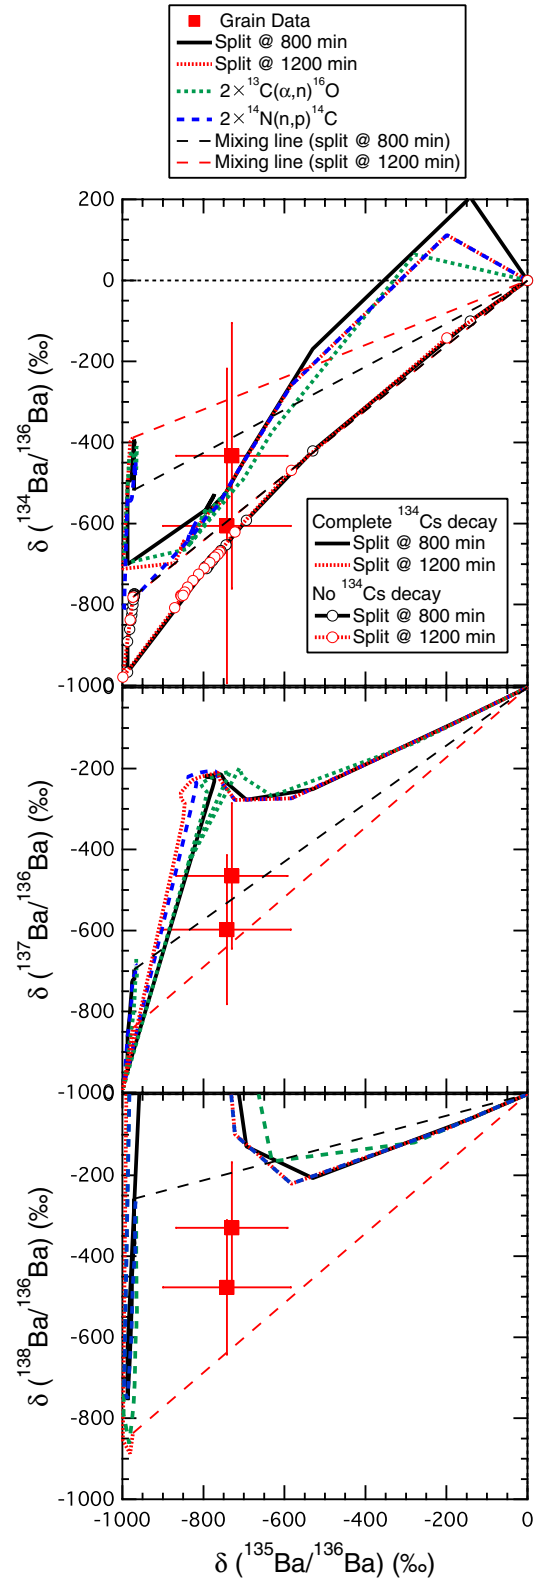 Grain Data
Split @ 800 min
Split @ 1200 min
2×¹³C(α,n)¹⁶O
2×¹⁴N(n,p)¹⁴C
Mixing line (split @ 800 min)
Mixing line (split @ 1200 min)
200
0
-200
-400
-600
-800
-1000
δ (¹³⁴Ba/¹³⁶Ba) (‰)
Complete ¹³⁴Cs decay
Split @ 800 min
Split @ 1200 min
No ¹³⁴Cs decay
Split @ 800 min
Split @ 1200 min
0
-200
-400
-600
-800
-1000
δ (¹³⁷Ba/¹³⁶Ba) (‰)
0
-200
-400
-600
-800
-1000
δ (¹³⁸Ba/¹³⁶Ba) (‰)
-1000 -800 -600 -400 -200 0
δ (¹³⁵Ba/¹³⁶Ba) (‰)